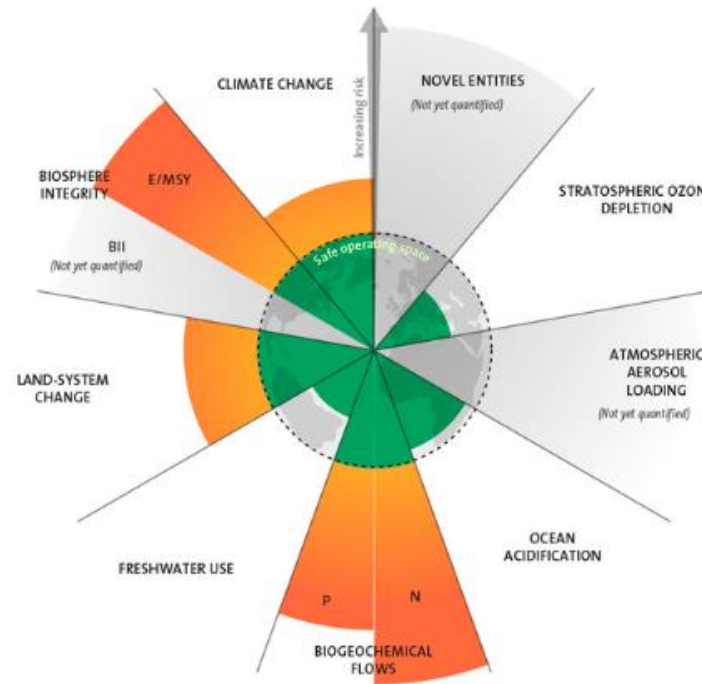 CLIMATE CHANGE
Increasing risk
NOVEL ENTITIES
(Not yet quantified)
STRATOSPHERIC OZON
DEPLETION
BIOSPHERE
INTEGRITY
E/MSY
BII
(Not yet quantified)
Safe operating space
ATMOSPHERIC
AEROSOL
LOADING
(Not yet quantified)
LAND-SYSTEM
CHANGE
FRESHWATER USE
OCEAN
ACIDIFICATION
P
N
BIOGEOCHEMICAL
FLOWS